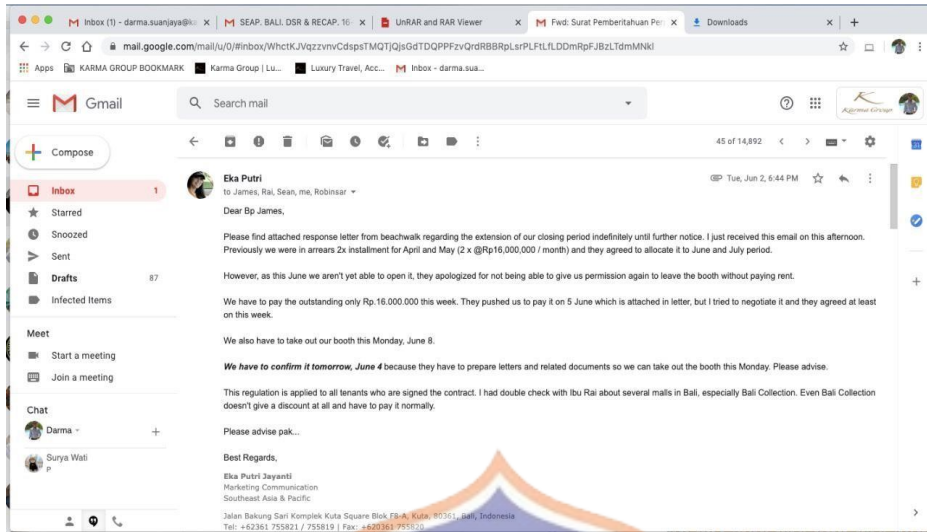 Inbox (1) - darma.suanjaya@ka
SEAP. BALI. DSR & RECAP. 16-
UnRAR and RAR Viewer
Fwd: Surat Pemberitahuan Per
Downloads
mail.google.com/mail/u/0/#inbox/
Apps
KARMA GROUP BOOKMARK
Karma Group | Lu...
Luxury Travel, Acc...
Inbox - darma.sua...
Gmail
Search mail
Karma Group
Compose
45 of 14,892
Inbox 1
Starred
Snoozed
Sent
Drafts 87
Infected Items
Meet
Start a meeting
Join a meeting
Chat
Darma
Surya Wati
P
Eka Putri
Tue, Jun 2, 6:44 PM
to James, Rai, Sean, me, Robinsar
Dear Bp James,
Please find attached response letter from beachwalk regarding the extension of our closing period indefinitely until further notice. I just received this email on this afternoon.
Previously we were in arrears 2x installment for April and May (2 x @Rp16,000,000 / month) and they agreed to allocate it to June and July period.
However, as this June we aren't yet able to open it, they apologized for not being able to give us permission again to leave the booth without paying rent.
We have to pay the outstanding only Rp.16.000.000 this week. They pushed us to pay it on 5 June which is attached in letter, but I tried to negotiate it and they agreed at least
on this week.
We also have to take out our booth this Monday, June 8.
We have to confirm it tomorrow, June 4 because they have to prepare letters and related documents so we can take out the booth this Monday. Please advise.
This regulation is applied to all tenants who are signed the contract. I had double check with Ibu Rai about several malls in Bali, especially Bali Collection. Even Bali Collection
doesn't give a discount at all and have to pay it normally.
Please advise pak...
Best Regards,
Eka Putri Jayanti
Marketing Communication
Southeast Asia & Pacific
Jalan Bakung Sari Komplek Kuta Square Blok F8-A, Kuta, 80361, Bali, Indonesia
Tel: +62361 755821 / 755819 | Fax: +620361 755820